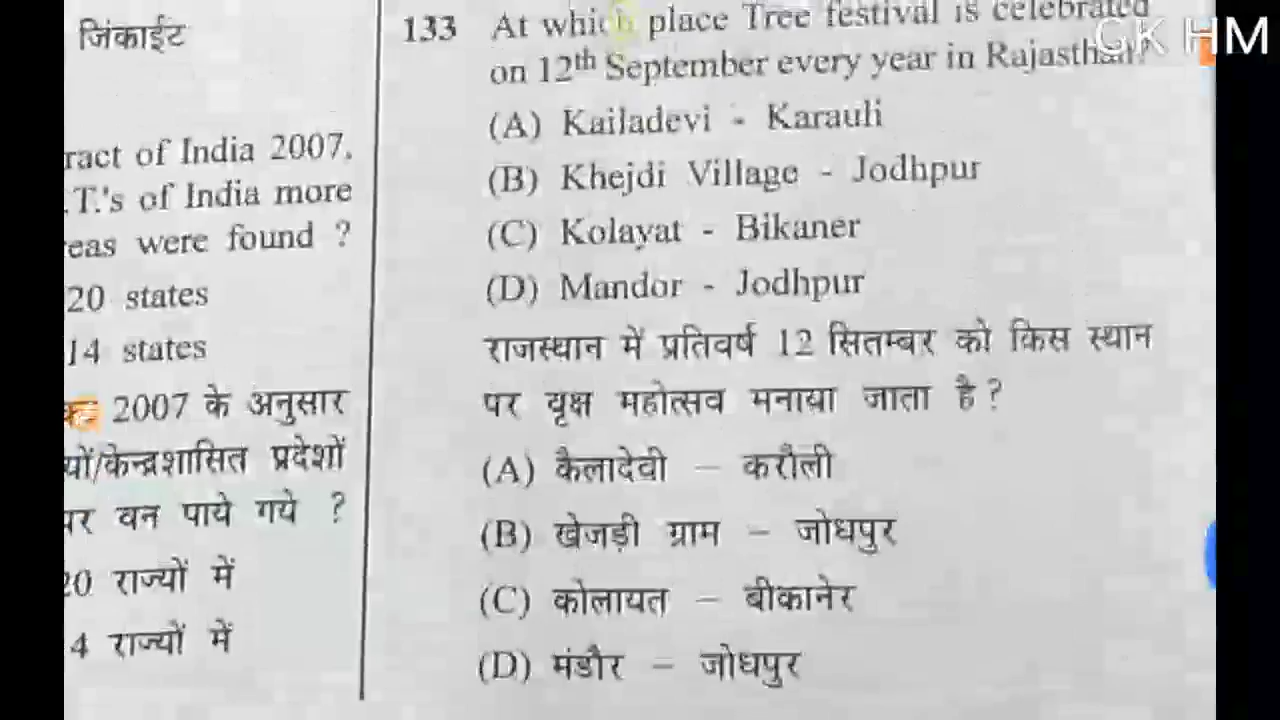 जिंकाईट
ract of India 2007,
.T.'s of India more
eas were found ?
20 states
14 states
2007 के अनुसार
यों/केन्द्रशासित प्रदेशों
पर वन पाये गये ?
20 राज्यों में
4 राज्यों में
133 At which place Tree festival is celebrated
on 12th September every year in Rajasthan?
(A) Kailadevi - Karauli
(B) Khejdi Village - Jodhpur
(C) Kolayat - Bikaner
(D) Mandor - Jodhpur
राजस्थान में प्रतिवर्ष 12 सितम्बर को किस स्थान
पर वृक्ष महोत्सव मनाया जाता है ?
(A) कैलादेवी – करौली
(B) खेजड़ी ग्राम – जोधपुर
(C) कोलायत – बीकानेर
(D) मंडौर – जोधपुर
GK HM